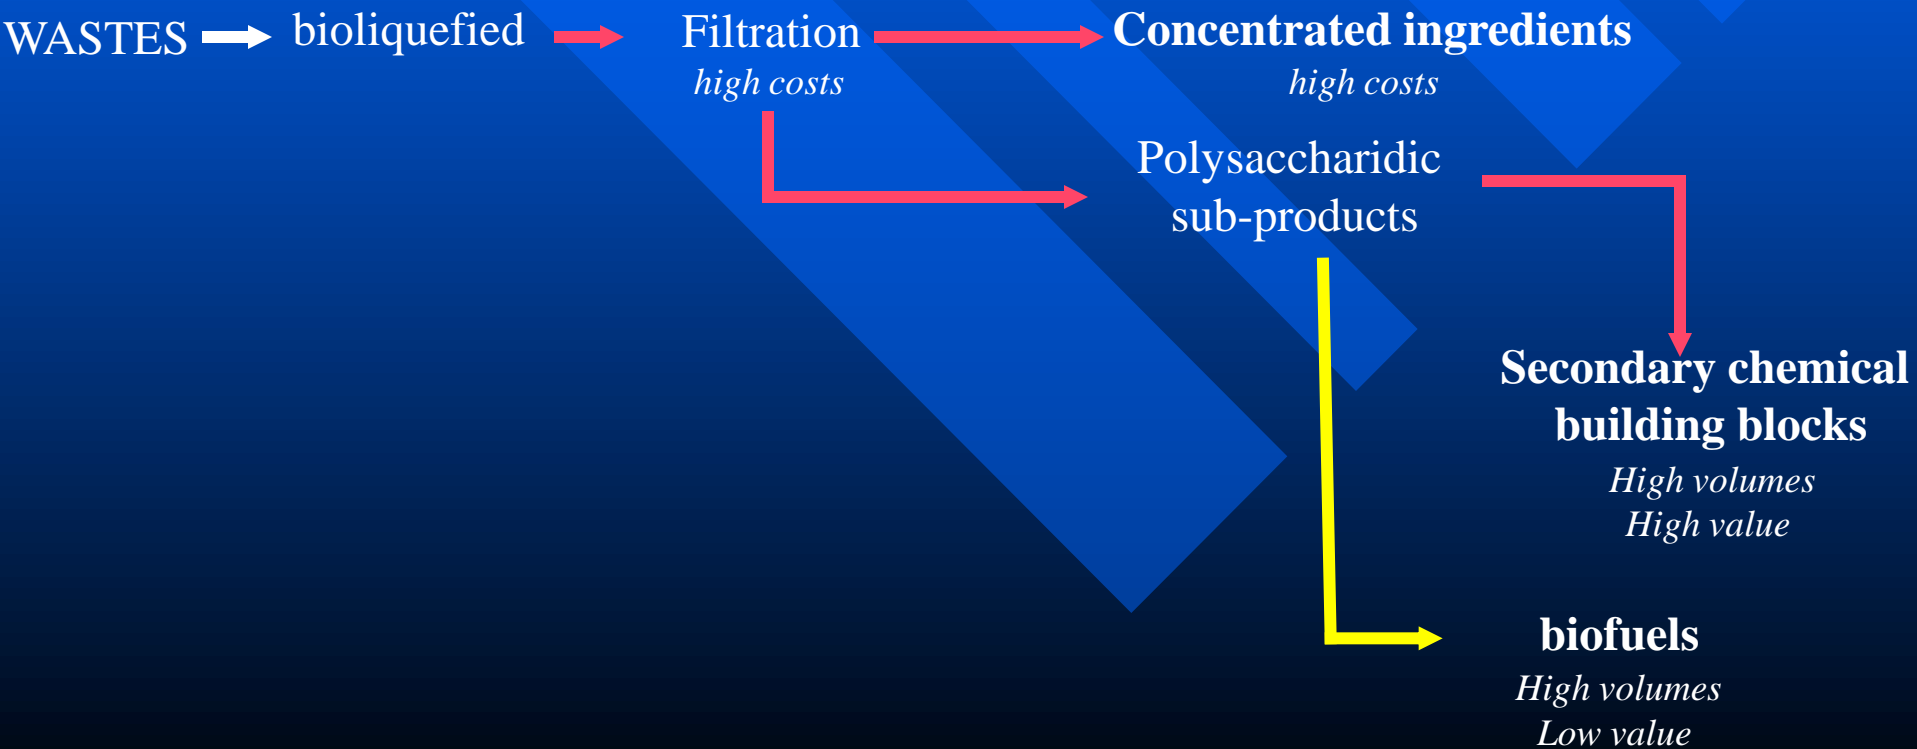 WASTES
bioliquefied
Filtration
high costs
Concentrated ingredients
high costs
Polysaccharidic
sub-products
Secondary chemical
building blocks
High volumes
High value
biofuels
High volumes
Low value